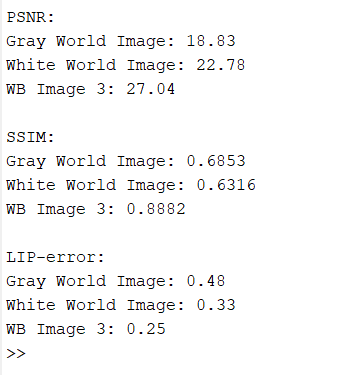 PSNR:
Gray World Image: 18.83
White World Image: 22.78
WB Image 3: 27.04
SSIM:
Gray World Image: 0.6853
White World Image: 0.6316
WB Image 3: 0.8882
LIP-error:
Gray World Image: 0.48
White World Image: 0.33
WB Image 3: 0.25
>>